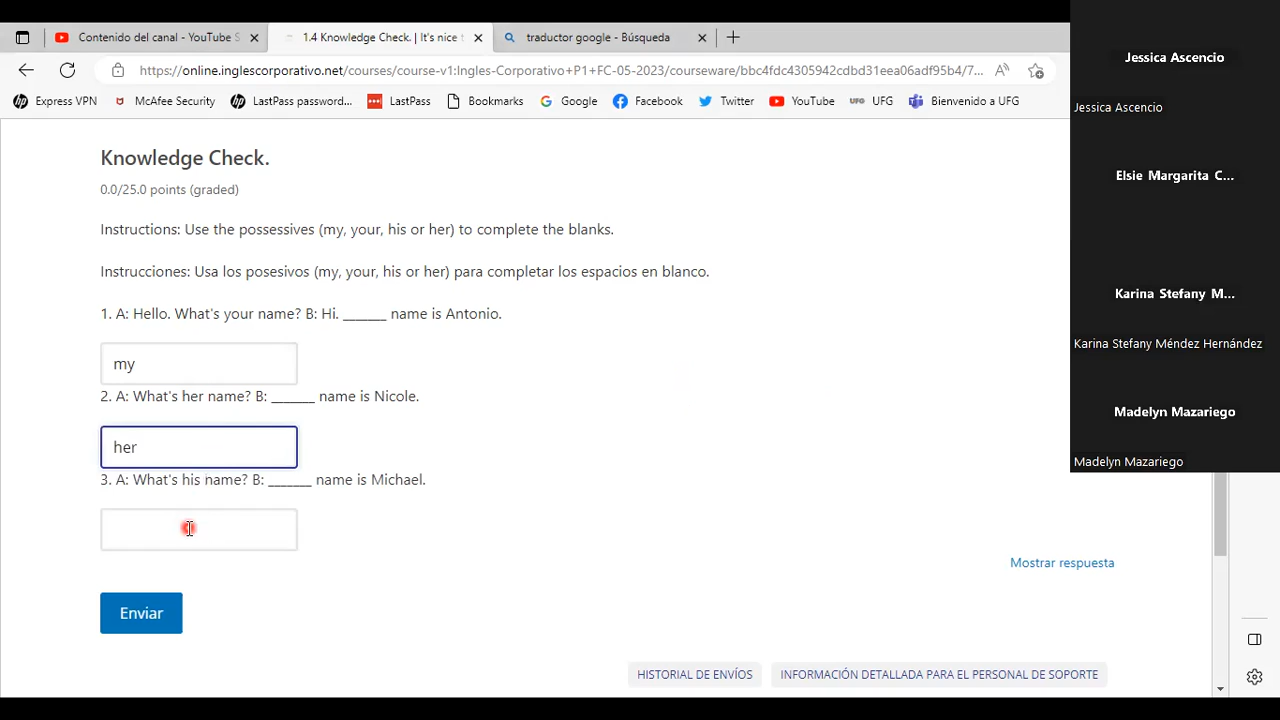 Contenido del canal - YouTube S
1.4 Knowledge Check. | It's nice t
traductor google - Búsqueda
https://online.inglescorporativo.net/courses/course-v1:Ingles-Corporativo+P1+FC-05-2023/courseware/bbc4fdc4305942cdbd31eea06adf95b4/7...
Express VPN McAfee Security LastPass password... LastPass Bookmarks Google Facebook Twitter YouTube UFG UFG Bienvenido a UFG
Knowledge Check.
0.0/25.0 points (graded)
Instructions: Use the possessives (my, your, his or her) to complete the blanks.
Instrucciones: Usa los posesivos (my, your, his or her) para completar los espacios en blanco.
1. A: Hello. What's your name? B: Hi. _______ name is Antonio.
my
2. A: What's her name? B: _______ name is Nicole.
her
3. A: What's his name? B: _______ name is Michael.
Mostrar respuesta
Enviar
HISTORIAL DE ENVÍOS
INFORMACIÓN DETALLADA PARA EL PERSONAL DE SOPORTE
Jessica Ascencio
Jessica Ascencio
Elsie Margarita C...
Karina Stefany M...
Karina Stefany Méndez Hernández
Madelyn Mazariego
Madelyn Mazariego